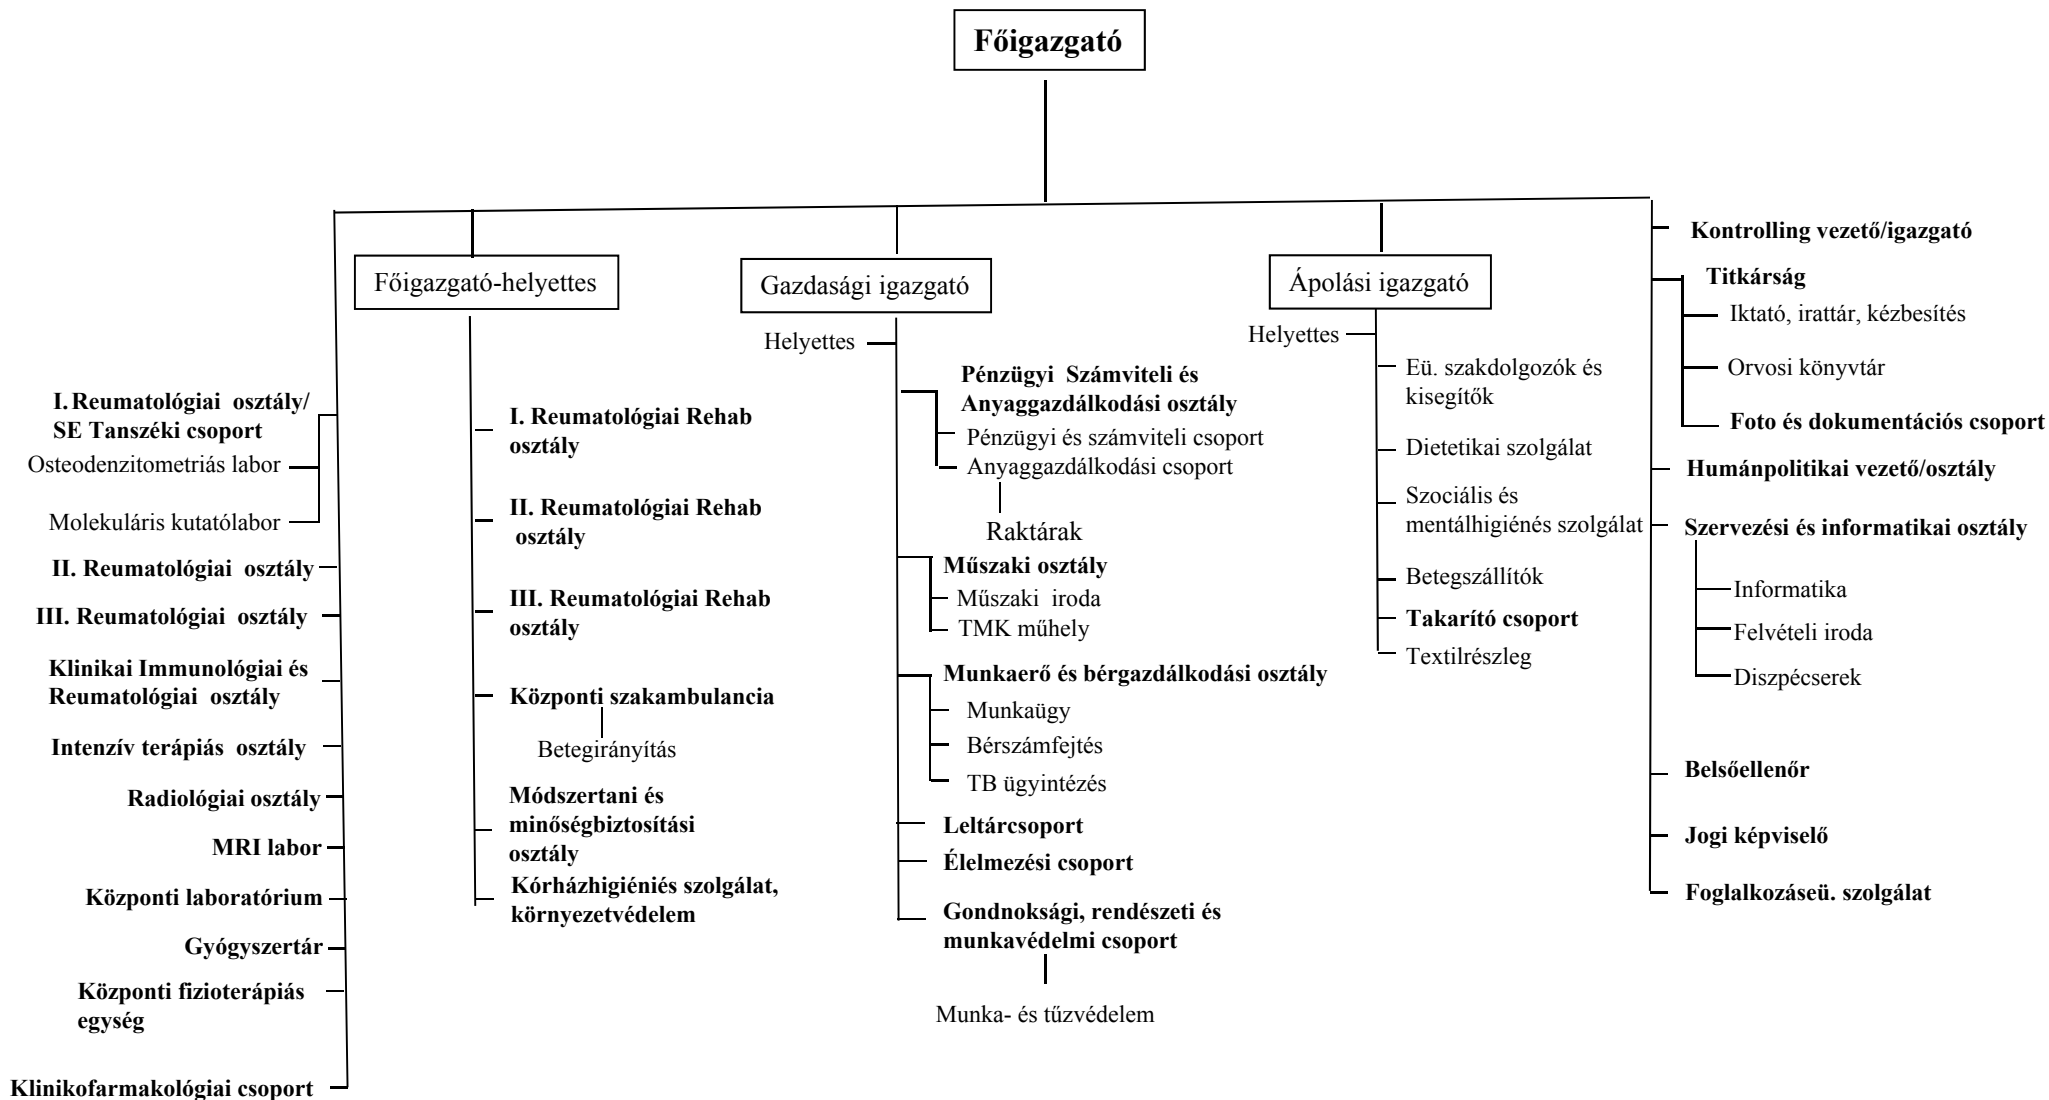 Főigazgató
I. Reumatológiai osztály/
SE Tanszéki csoport
Osteodenzitometriás labor
Molekuláris kutatólabor
II. Reumatológiai osztály
III. Reumatológiai osztály
Klinikai Immunológiai és
Reumatológiai osztály
Intenzív terápiás osztály
Radiológiai osztály
MRI labor
Központi laboratórium
Gyógyszertár
Központi fizioterápiás
egység
Klinikofarmakológiai csoport
Főigazgató-helyettes
I. Reumatológiai Rehab
osztály
II. Reumatológiai Rehab
osztály
III. Reumatológiai Rehab
osztály
Központi szakambulancia
Betegirányítás
Módszertani és
minőségbiztosítási
osztály
Kórházhigiéniés szolgálat,
környezetvédelem
Gazdasági igazgató
Helyettes
Pénzügyi Számviteli és
Anyaggazdálkodási osztály
Pénzügyi és számviteli csoport
Anyaggazdálkodási csoport
Raktárak
Műszaki osztály
Műszaki iroda
TMK műhely
Munkaerő és bérgazdálkodási osztály
Munkaügy
Bérszámfejtés
TB ügyintézés
Leltárcsoport
Élelmezési csoport
Gondnoksági, rendészeti és
munkavédelmi csoport
Munka- és tűzvédelem
Ápolási igazgató
Helyettes
Eü. szakdolgozók és
kisegítők
Dietetikai szolgálat
Szociális és
mentálhigiénés szolgálat
Betegszállítók
Takarító csoport
Textilrészleg
Kontrolling vezető/igazgató
Titkárság
Iktató, irattár, kézbesítés
Orvosi könyvtár
Foto és dokumentációs csoport
Humánpolitikai vezető/osztály
Szervezési és informatikai osztály
Informatika
Felvételi iroda
Diszpécserek
Belsőellenőr
Jogi képviselő
Foglalkozáseü. szolgálat